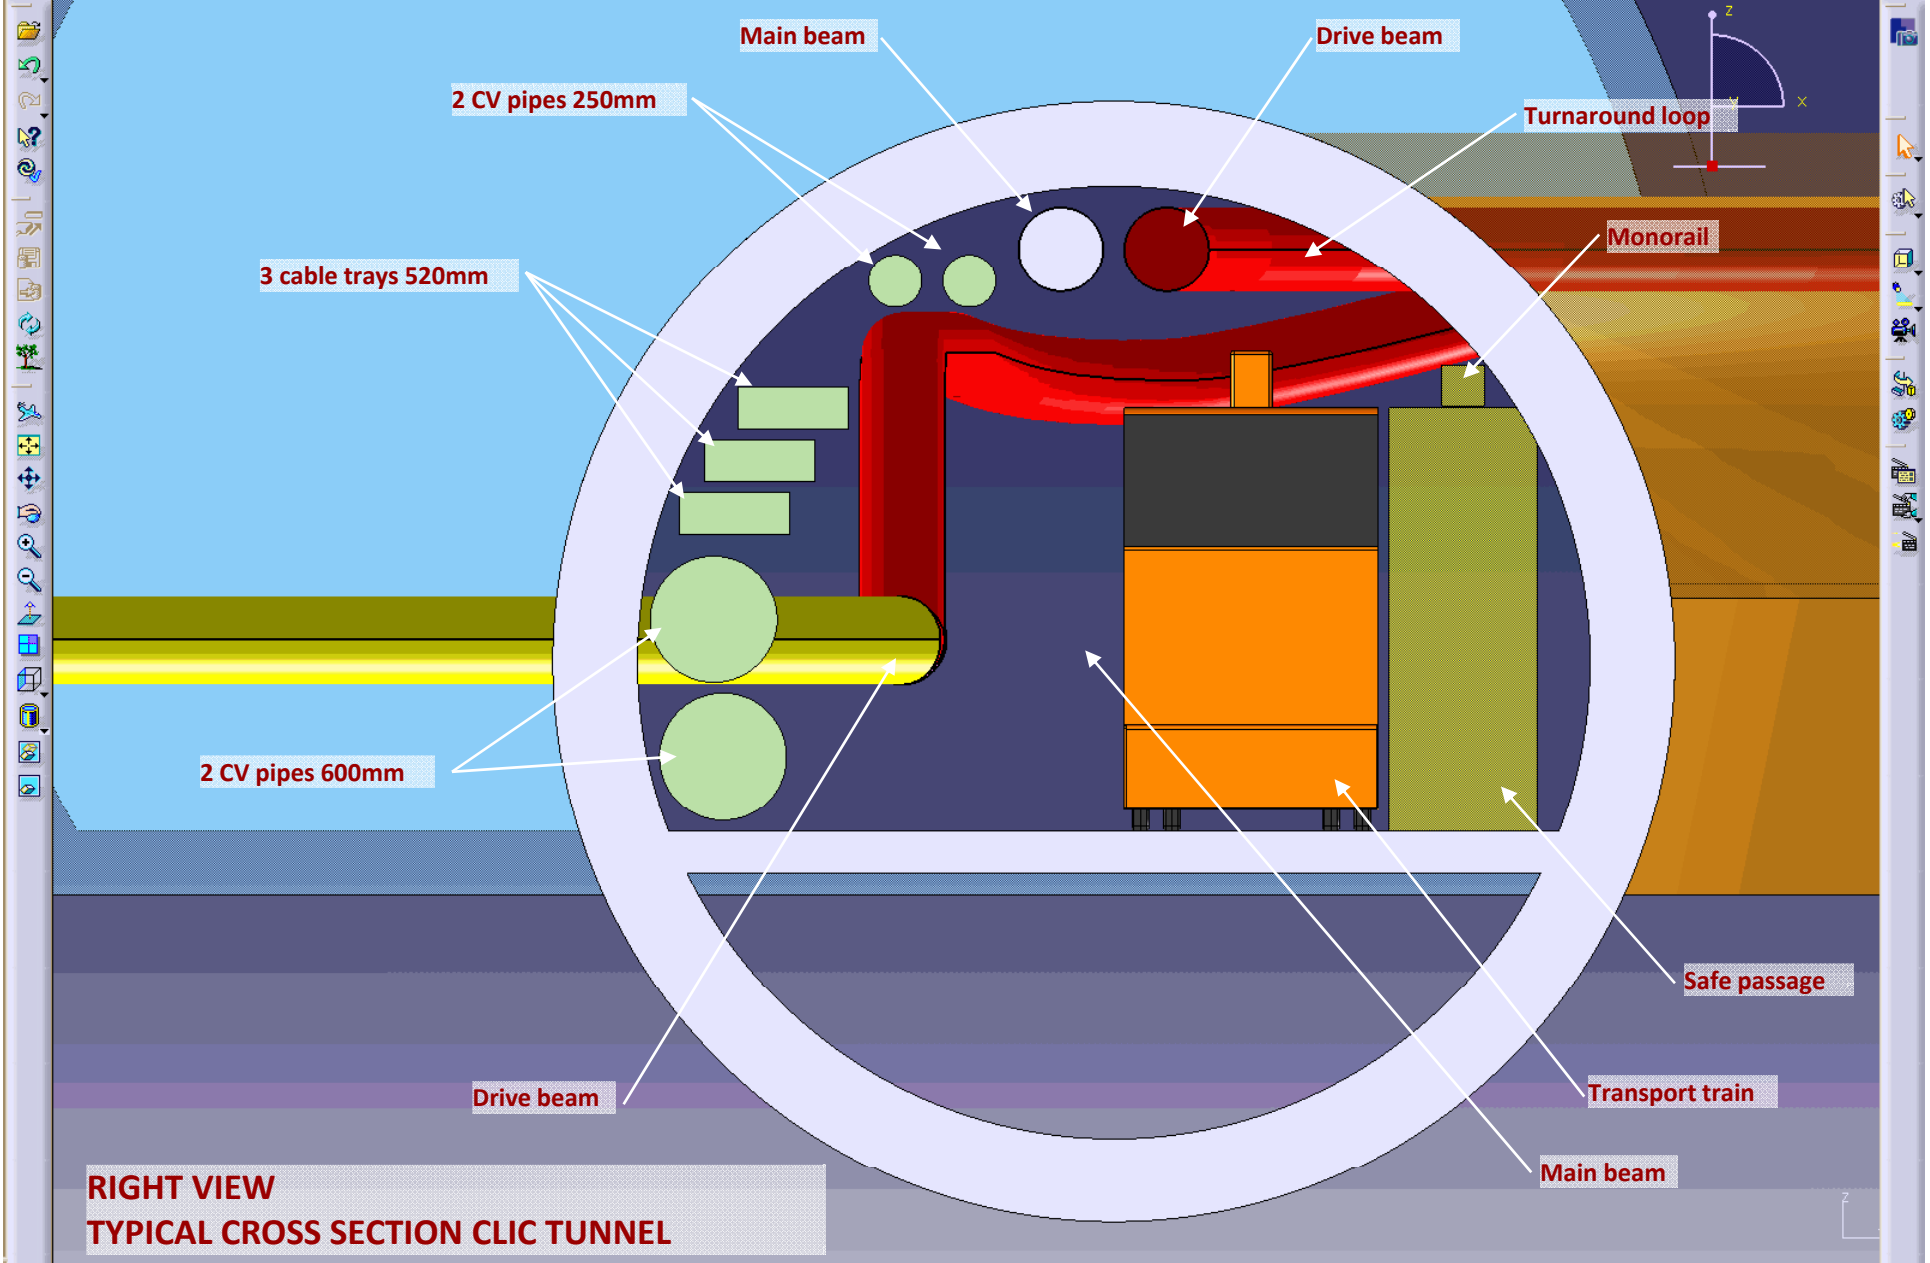 Main beam
Drive beam
2 CV pipes 250mm
Turnaround loop
Monorail
3 cable trays 520mm
2 CV pipes 600mm
Safe passage
Drive beam
Transport train
Main beam
RIGHT VIEW
TYPICAL CROSS SECTION CLIC TUNNEL
z
x
y
z